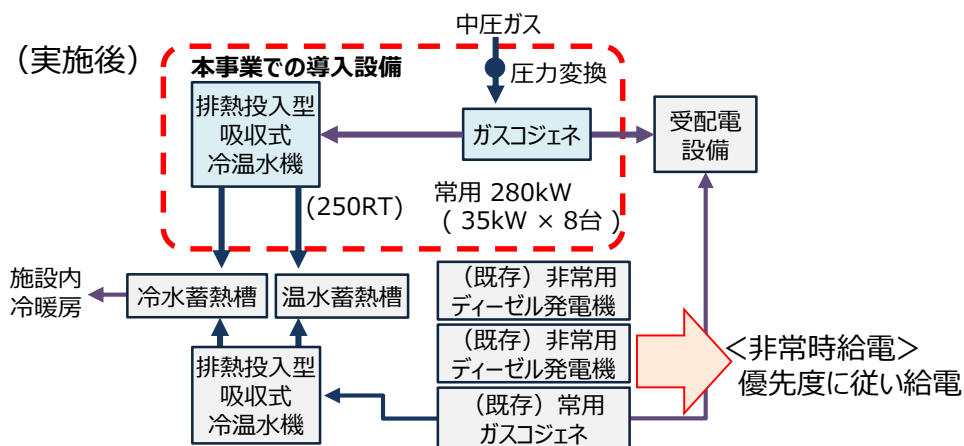 （実施後）
中圧ガス
圧力変換
本事業での導入設備
排熱投入型
吸収式
冷温水機
ガスコジェネ
受配電
設備
(250RT)
常用 280kW
( 35kW × 8台 )
施設内
冷暖房
冷水蓄熱槽
温水蓄熱槽
（既存）非常用
ディーゼル発電機
（既存）非常用
ディーゼル発電機
＜非常時給電＞
優先度に従い給電
排熱投入型
吸収式
冷温水機
（既存）常用
ガスコジェネ